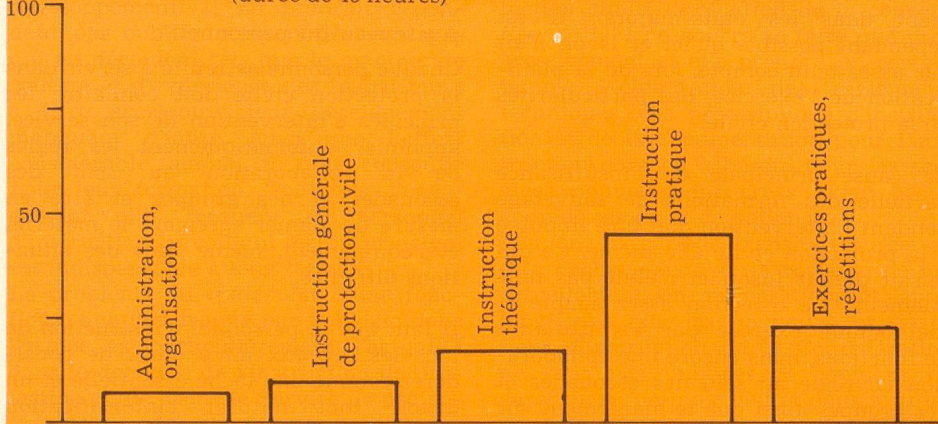 100
50
Administration,
organisation
Instruction générale
de protection civile
Instruction
théorique
Instruction
pratique
Exercices pratiques,
répétitions